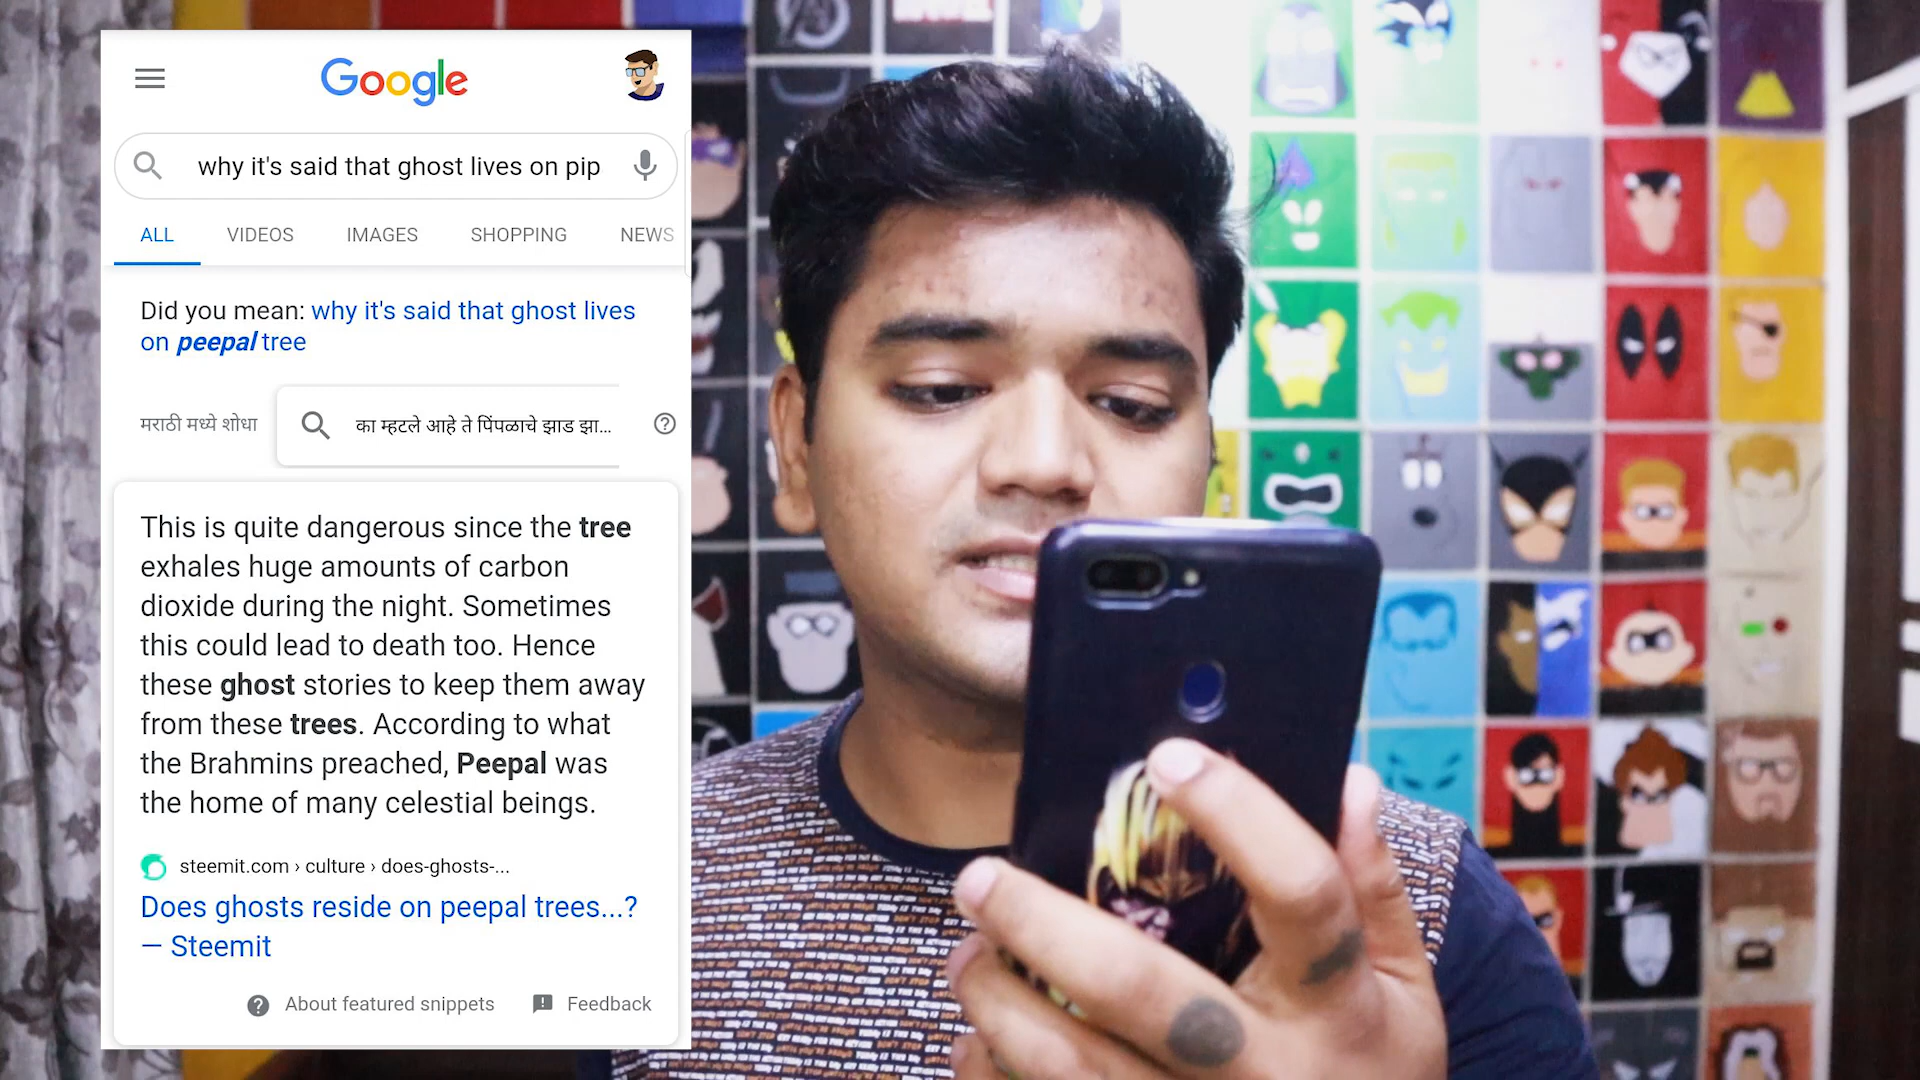 Google
why it's said that ghost lives on pip
ALL VIDEOS IMAGES SHOPPING NEWS
Did you mean: why it's said that ghost lives
on peepal tree
मराठी मध्ये शोधा
का म्हटले आहे ते पिंपळाचे झाड झा...
This is quite dangerous since the tree
exhales huge amounts of carbon
dioxide during the night. Sometimes
this could lead to death too. Hence
these ghost stories to keep them away
from these trees. According to what
the Brahmins preached, Peepal was
the home of many celestial beings.
steemit.com › culture › does-ghosts-...
Does ghosts reside on peepal trees...?
— Steemit
About featured snippets Feedback